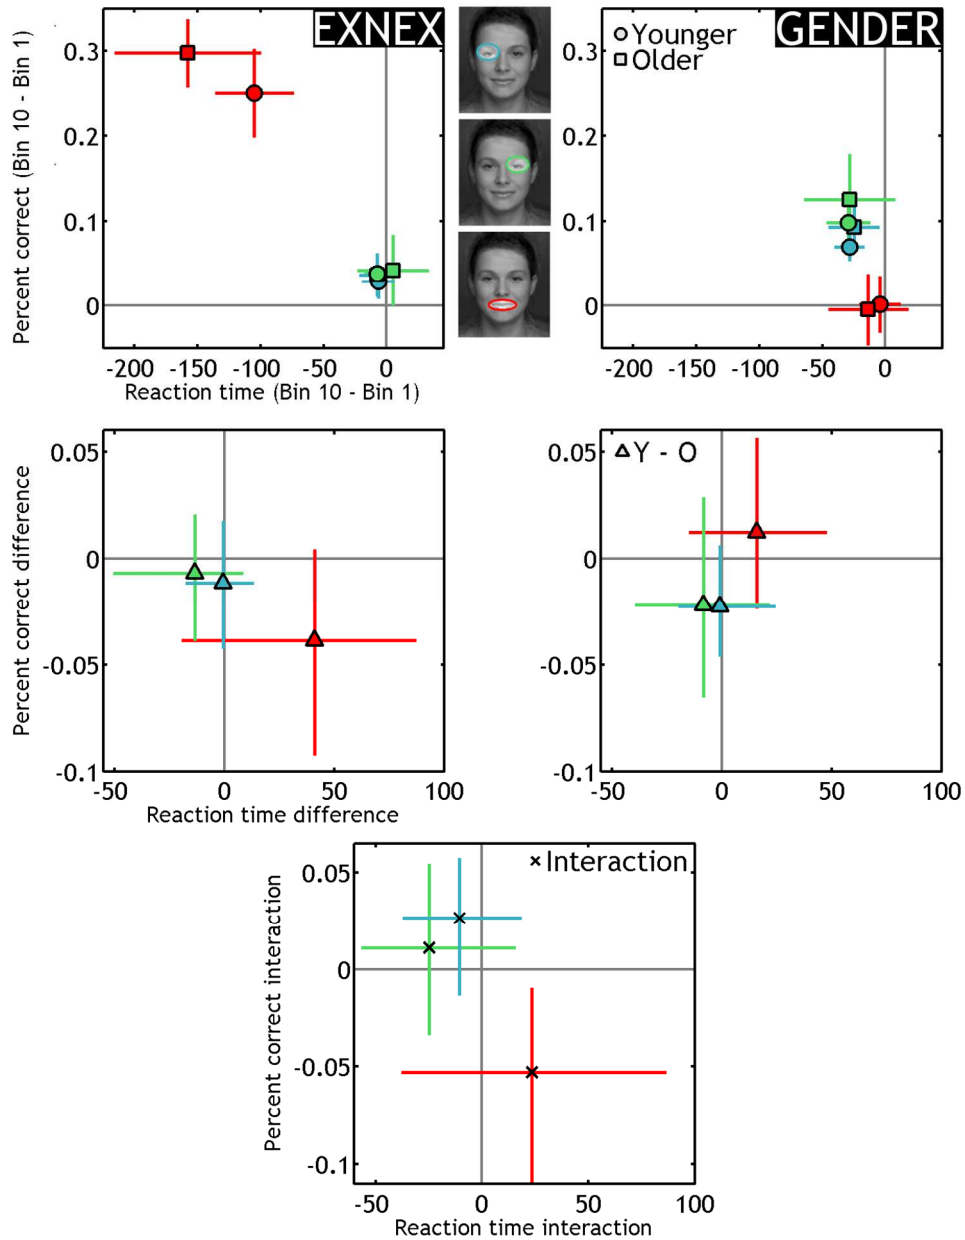 EXNEX
GENDER
Younger
Older
Percent correct (Bin 10 - Bin 1)
0.3
0.2
0.1
0
-200 -150 -100 -50 0
Reaction time (Bin 10 - Bin 1)
0.3
0.2
0.1
0
-200 -150 -100 -50 0
Percent correct difference
0.05
0
-0.05
-0.1
-50 0 50 100
Reaction time difference
Y - O
0.05
0
-0.05
-0.1
-50 0 50 100
Interaction
Percent correct interaction
0.05
0
-0.05
-0.1
-50 0 50 100
Reaction time interaction